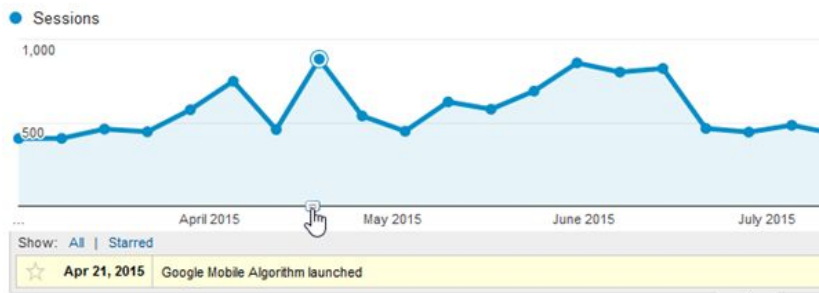 Sessions
1,000
500
... April 2015 May 2015 June 2015 July 2015
Show: All | Starred
Apr 21, 2015 Google Mobile Algorithm launched